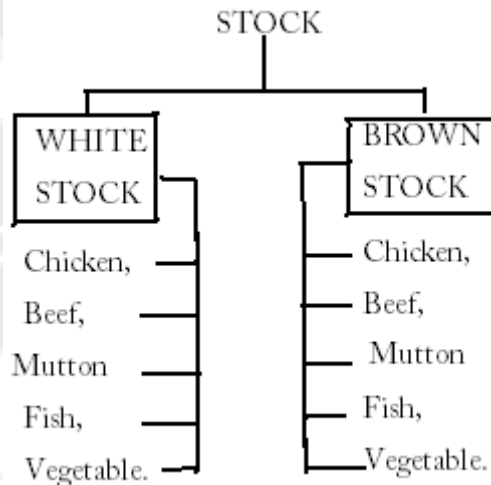 STOCK
WHITE
STOCK
Chicken,
Beef,
Mutton
Fish,
Vegetable.
BROWN
STOCK
Chicken,
Beef,
Mutton
Fish,
Vegetable.